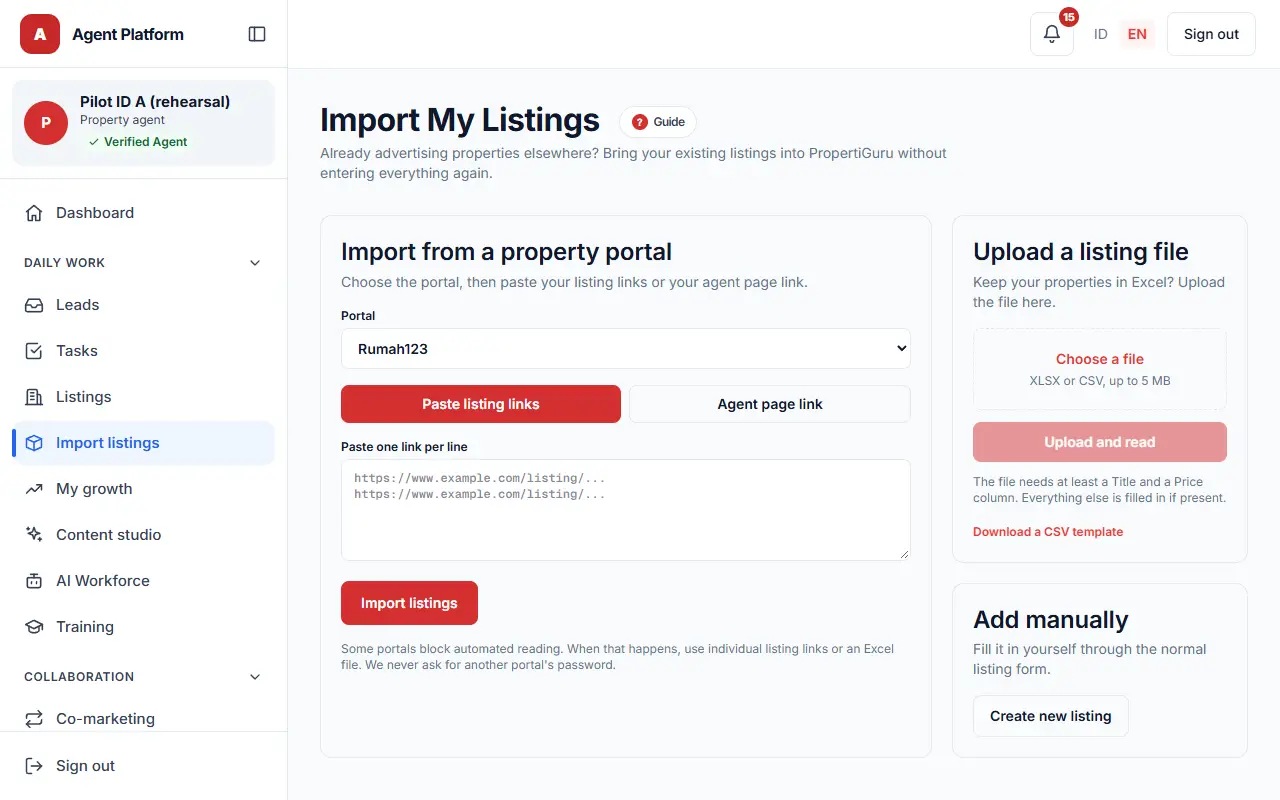 A
Agent Platform
15
ID
EN
Sign out
P
Pilot ID A (rehearsal)
Property agent
Verified Agent
Dashboard
DAILY WORK
Leads
Tasks
Listings
Import listings
My growth
Content studio
AI Workforce
Training
COLLABORATION
Co-marketing
Sign out
Import My Listings
? Guide
Already advertising properties elsewhere? Bring your existing listings into PropertiGuru without
entering everything again.
Import from a property portal
Choose the portal, then paste your listing links or your agent page link.
Portal
Rumah123
Paste listing links
Agent page link
Paste one link per line
https://www.example.com/listing/...
https://www.example.com/listing/...
Import listings
Some portals block automated reading. When that happens, use individual listing links or an Excel
file. We never ask for another portal's password.
Upload a listing file
Keep your properties in Excel? Upload
the file here.
Choose a file
XLSX or CSV, up to 5 MB
Upload and read
The file needs at least a Title and a Price
column. Everything else is filled in if present.
Download a CSV template
Add manually
Fill it in yourself through the normal
listing form.
Create new listing